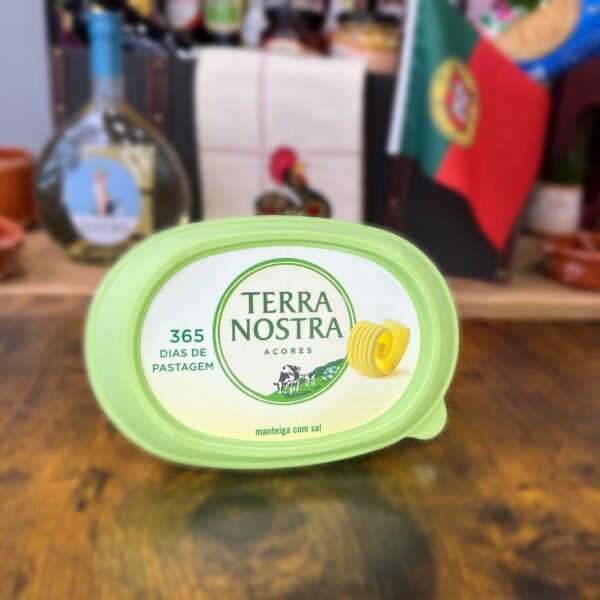 TERRA
NOSTRA
AÇORES
365
DIAS DE
PASTAGEM
manteiga com sal